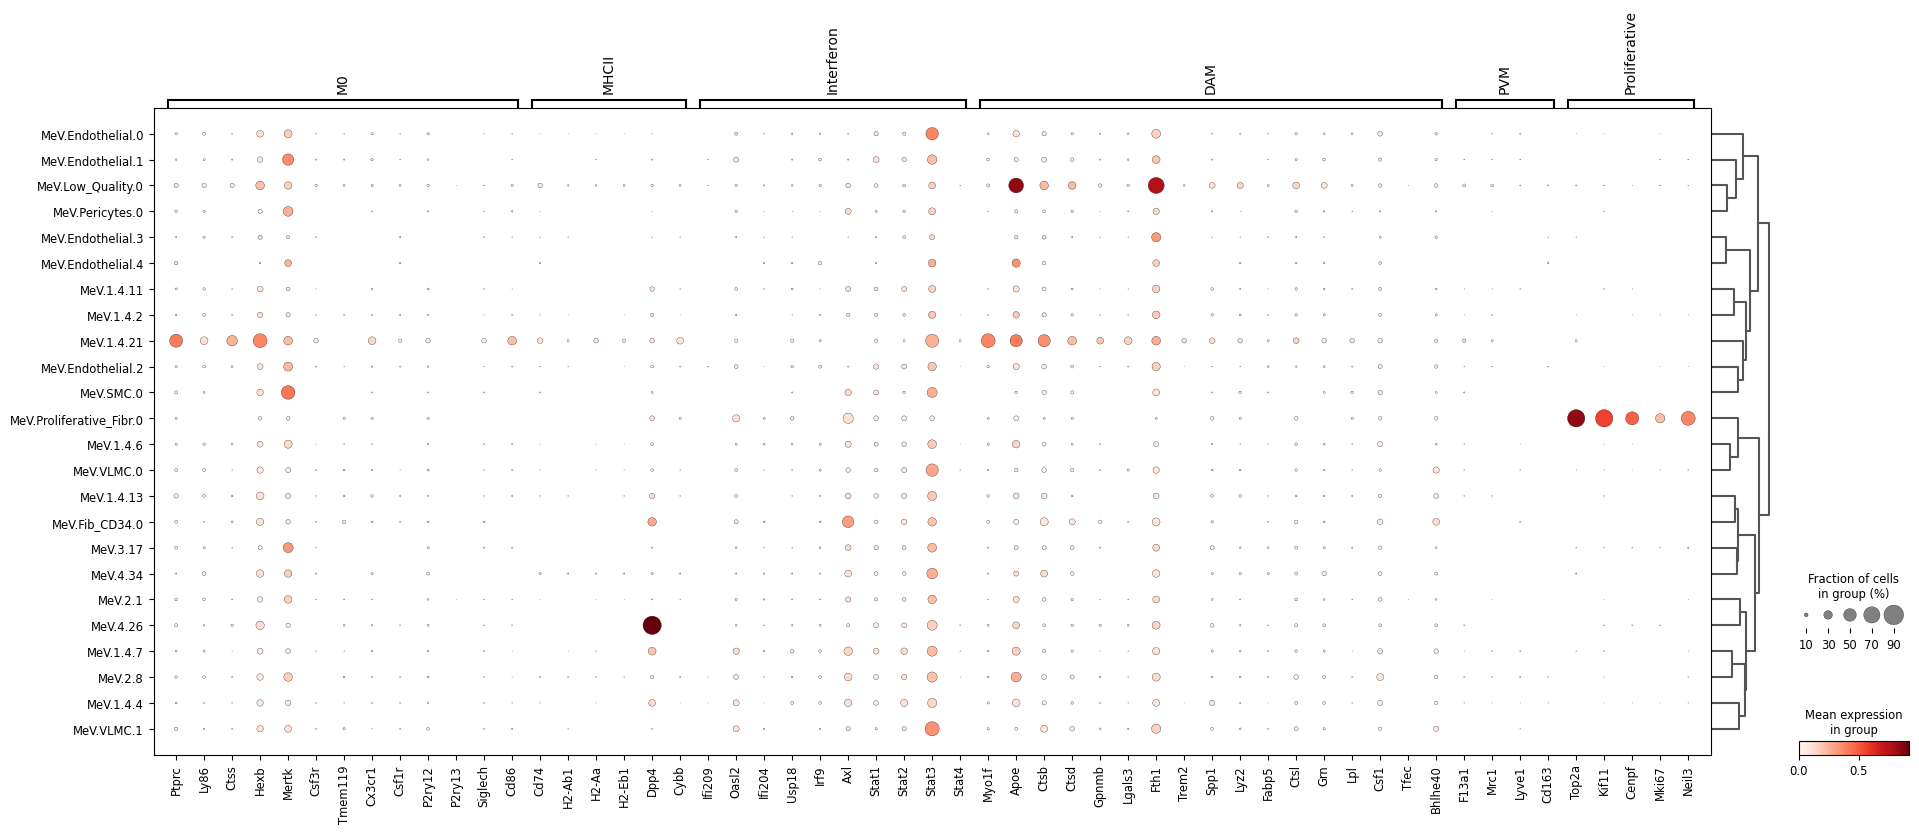 M0
MHCII
Interferon
DAM
PVM
Proliferative
MeV.Endothelial.0
MeV.Endothelial.1
MeV.Low_Quality.0
MeV.Pericytes.0
MeV.Endothelial.3
MeV.Endothelial.4
MeV.1.4.11
MeV.1.4.2
MeV.1.4.21
MeV.Endothelial.2
MeV.SMC.0
MeV.Proliferative_Fibr.0
MeV.1.4.6
MeV.VLMC.0
MeV.1.4.13
MeV.Fib_CD34.0
MeV.3.17
MeV.4.34
MeV.2.1
MeV.4.26
MeV.1.4.7
MeV.2.8
MeV.1.4.4
MeV.VLMC.1
Ptprc
Ly86
Ctss
Hexb
Mertk
Csf3r
Tmem119
Cx3cr1
Csf1r
P2ry12
P2ry13
Siglech
Cd86
Cd74
H2-Ab1
H2-Aa
H2-Eb1
Dpp4
Cybb
Ifi209
Oasl2
Ifi204
Usp18
Irf9
Axl
Stat1
Stat2
Stat3
Stat4
Myo1f
Apoe
Ctsb
Ctsd
Gpnmb
Lgals3
Fth1
Trem2
Spp1
Lyz2
Fabp5
Ctsl
Grn
Lpl
Csf1
Tfec
Bhlhe40
F13a1
Mrc1
Lyve1
Cd163
Top2a
Kif11
Cenpf
Mki67
Neil3
Fraction of cells
in group (%)
10 30 50 70 90
Mean expression
in group
0.0 0.5